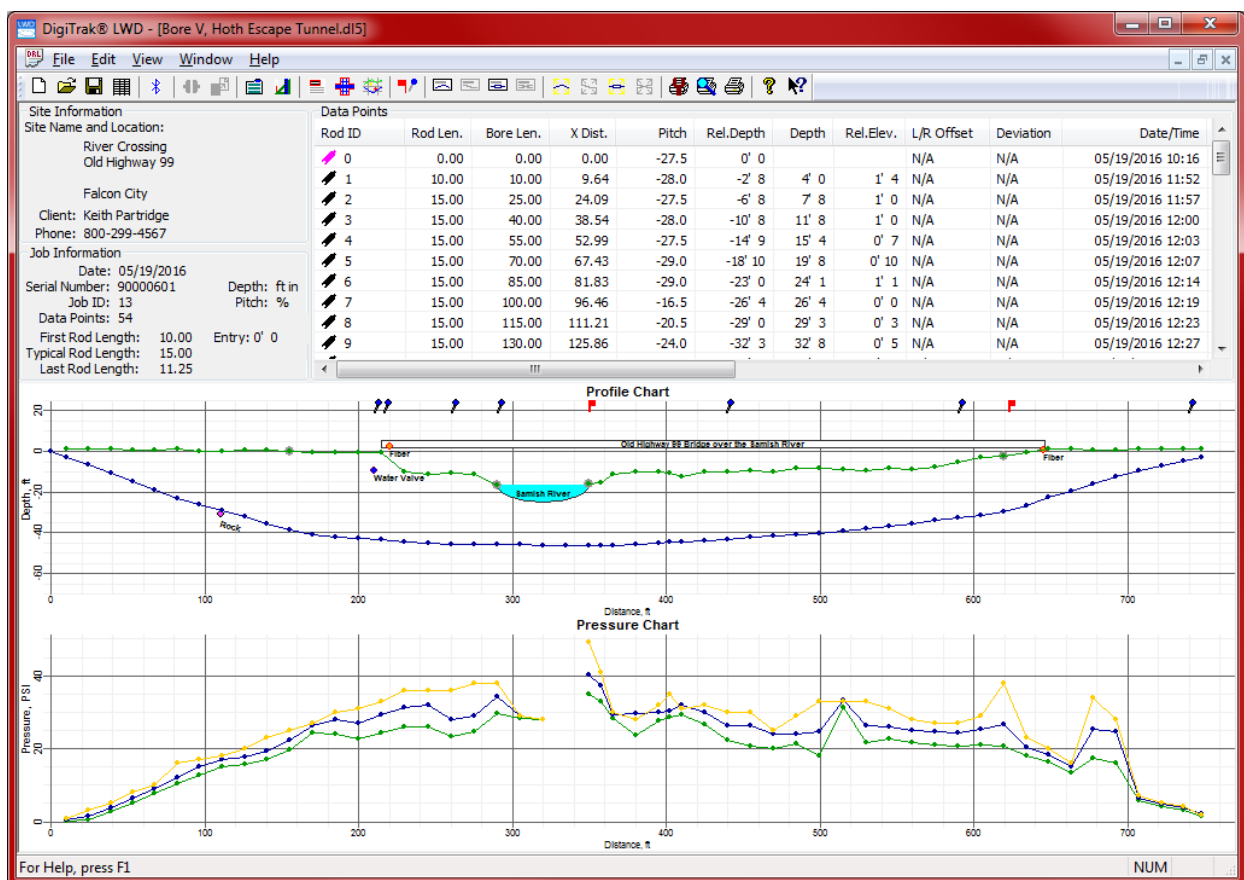 DigiTrak® LWD - [Bore V, Hoth Escape Tunnel.dl5]
File Edit View Window Help
Site Information
Site Name and Location:
River Crossing
Old Highway 99
Falcon City
Client: Keith Partridge
Phone: 800-299-4567
Job Information
Date: 05/19/2016
Serial Number: 90000601 Depth: ft in
Job ID: 13 Pitch: %
Data Points: 54
First Rod Length: 10.00 Entry: 0' 0
Typical Rod Length: 15.00
Last Rod Length: 11.25
Data Points
Rod ID Rod Len. Bore Len. X Dist. Pitch Rel.Depth Depth Rel.Elev. L/R Offset Deviation Date/Time
0 0.00 0.00 0.00 -27.5 0' 0 N/A N/A 05/19/2016 10:16
1 10.00 10.00 9.64 -28.0 -2' 8 4' 0 1' 4 N/A N/A 05/19/2016 11:52
2 15.00 25.00 24.09 -27.5 -6' 8 7' 8 1' 0 N/A N/A 05/19/2016 11:57
3 15.00 40.00 38.54 -28.0 -10' 8 11' 8 1' 0 N/A N/A 05/19/2016 12:00
4 15.00 55.00 52.99 -27.5 -14' 9 15' 4 0' 7 N/A N/A 05/19/2016 12:03
5 15.00 70.00 67.43 -29.0 -18' 10 19' 8 0' 10 N/A N/A 05/19/2016 12:07
6 15.00 85.00 81.83 -29.0 -23' 0 24' 1 1' 1 N/A N/A 05/19/2016 12:14
7 15.00 100.00 96.46 -16.5 -26' 4 26' 4 0' 0 N/A N/A 05/19/2016 12:19
8 15.00 115.00 111.21 -20.5 -29' 0 29' 3 0' 3 N/A N/A 05/19/2016 12:23
9 15.00 130.00 125.86 -24.0 -32' 3 32' 8 0' 5 N/A N/A 05/19/2016 12:27
Profile Chart
Depth, ft
20
0
-20
-40
-60
Old Highway 99 Bridge over the Samish River
Fiber
Fiber
Water Valve
Samish River
Rock
0 100 200 300 400 500 600 700
Distance, ft
Pressure Chart
Pressure, PSI
40
20
0
0 100 200 300 400 500 600 700
Distance, ft
For Help, press F1
NUM